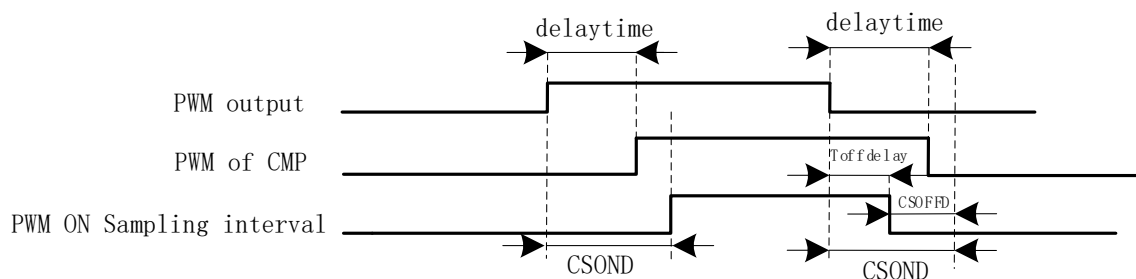 delaytime
delaytime
PWM output
PWM of CMP
Toffdelay
PWM ON Sampling interval
CSOFFD
CSOND
CSOND